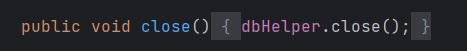 public void close() { dbHelper.close(); }